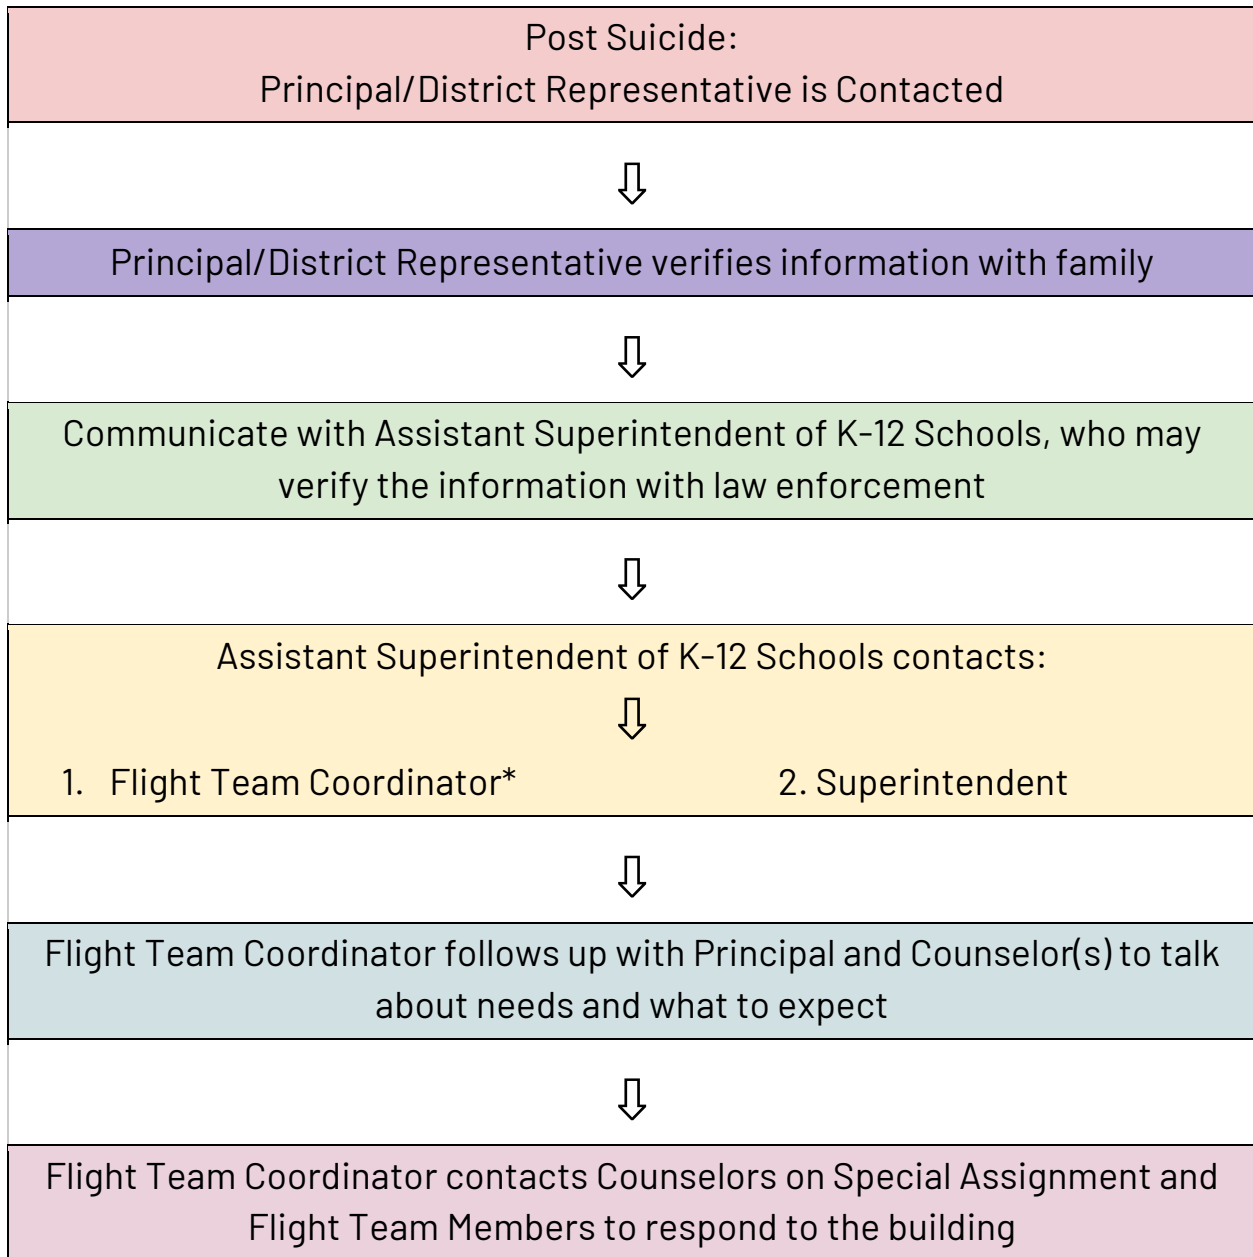 Post Suicide:
Principal/District Representative is Contacted
Principal/District Representative verifies information with family
Communicate with Assistant Superintendent of K-12 Schools, who may
verify the information with law enforcement
Assistant Superintendent of K-12 Schools contacts:
1. Flight Team Coordinator* 2. Superintendent
Flight Team Coordinator follows up with Principal and Counselor(s) to talk
about needs and what to expect
Flight Team Coordinator contacts Counselors on Special Assignment and
Flight Team Members to respond to the building